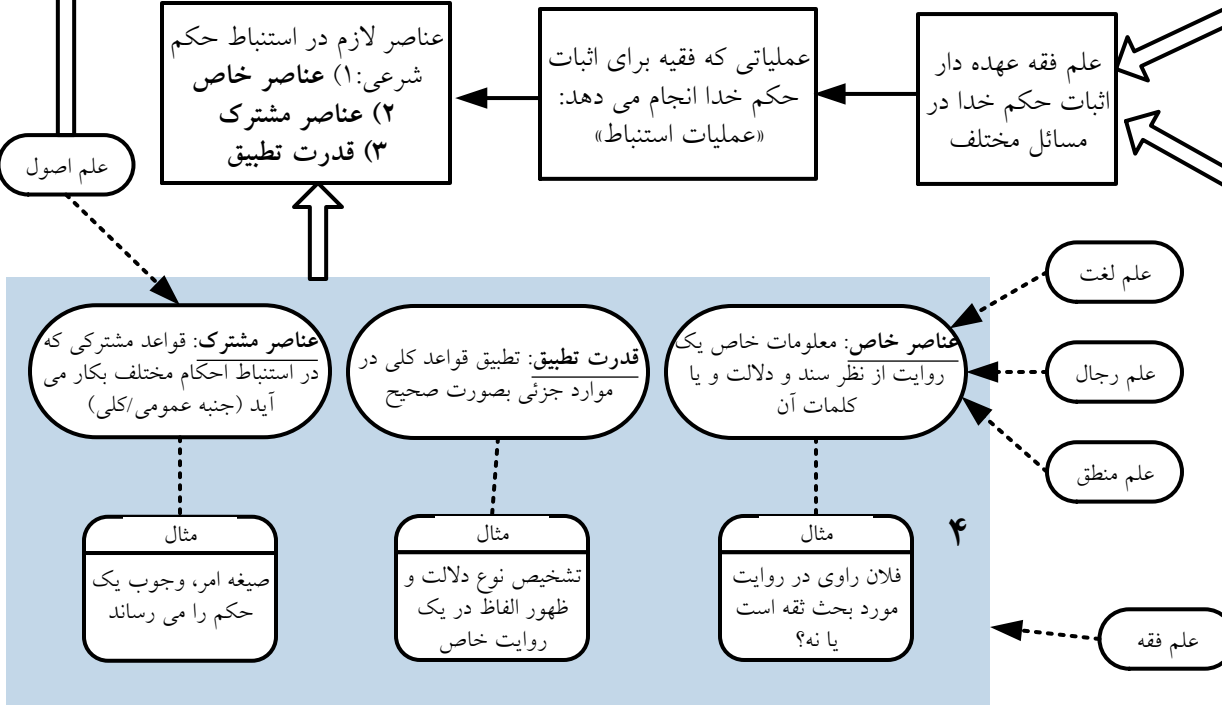 علم فقه عهده دار
اثبات حکم خدا در
مسائل مختلف
عملیاتی که فقیه برای اثبات
حکم خدا انجام می دهد:
«عملیات استنباط»
عناصر لازم در استنباط حکم
شرعی:۱) عناصر خاص
۲) عناصر مشترک
۳) قدرت تطبیق
علم اصول
علم لغت
علم رجال
علم منطق
عناصر خاص: معلومات خاص یک
روایت از نظر سند و دلالت و یا
کلمات آن
قدرت تطبیق: تطبیق قواعد کلی در
موارد جزئی بصورت صحیح
عناصر مشترک: قواعد مشترکی که
در استنباط احکام مختلف بکار می
آید (جنبه عمومی/کلی)
۴
مثال
فلان راوی در روایت
مورد بحث ثقه است
یا نه؟
مثال
تشخیص نوع دلالت و
ظهور الفاظ در یک
روایت خاص
مثال
صیغه امر، وجوب یک
حکم را می رساند
علم فقه